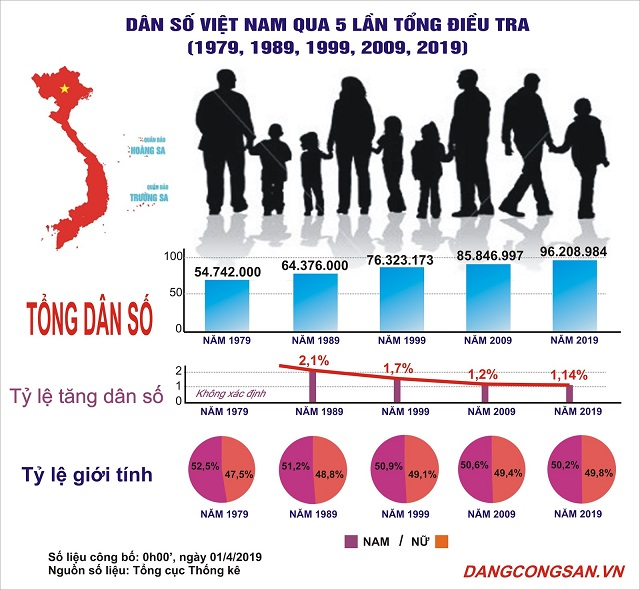 DÂN SỐ VIỆT NAM QUA 5 LẦN TỔNG ĐIỀU TRA
(1979, 1989, 1999, 2009, 2019)
QUẦN ĐẢO
HOÀNG SA
QUẦN ĐẢO
TRƯỜNG SA
TỔNG DÂN SỐ
100
50
0
54.742.000
64.376.000
76.323.173
85.846.997
96.208.984
NĂM 1979
NĂM 1989
NĂM 1999
NĂM 2009
NĂM 2019
Tỷ lệ tăng dân số
2
1
0
Không xác định
2,1%
1,7%
1,2%
1,14%
NĂM 1979
NĂM 1989
NĂM 1999
NĂM 2009
NĂM 2019
Tỷ lệ giới tính
52,5%
47,5%
51,2%
48,8%
50,9%
49,1%
50,6%
49,4%
50,2%
49,8%
NĂM 1979
NĂM 1989
NĂM 1999
NĂM 2009
NĂM 2019
NAM / NỮ
Số liệu công bố: 0h00', ngày 01/4/2019
Nguồn số liệu: Tổng cục Thống kê
DANGCONGSAN.VN